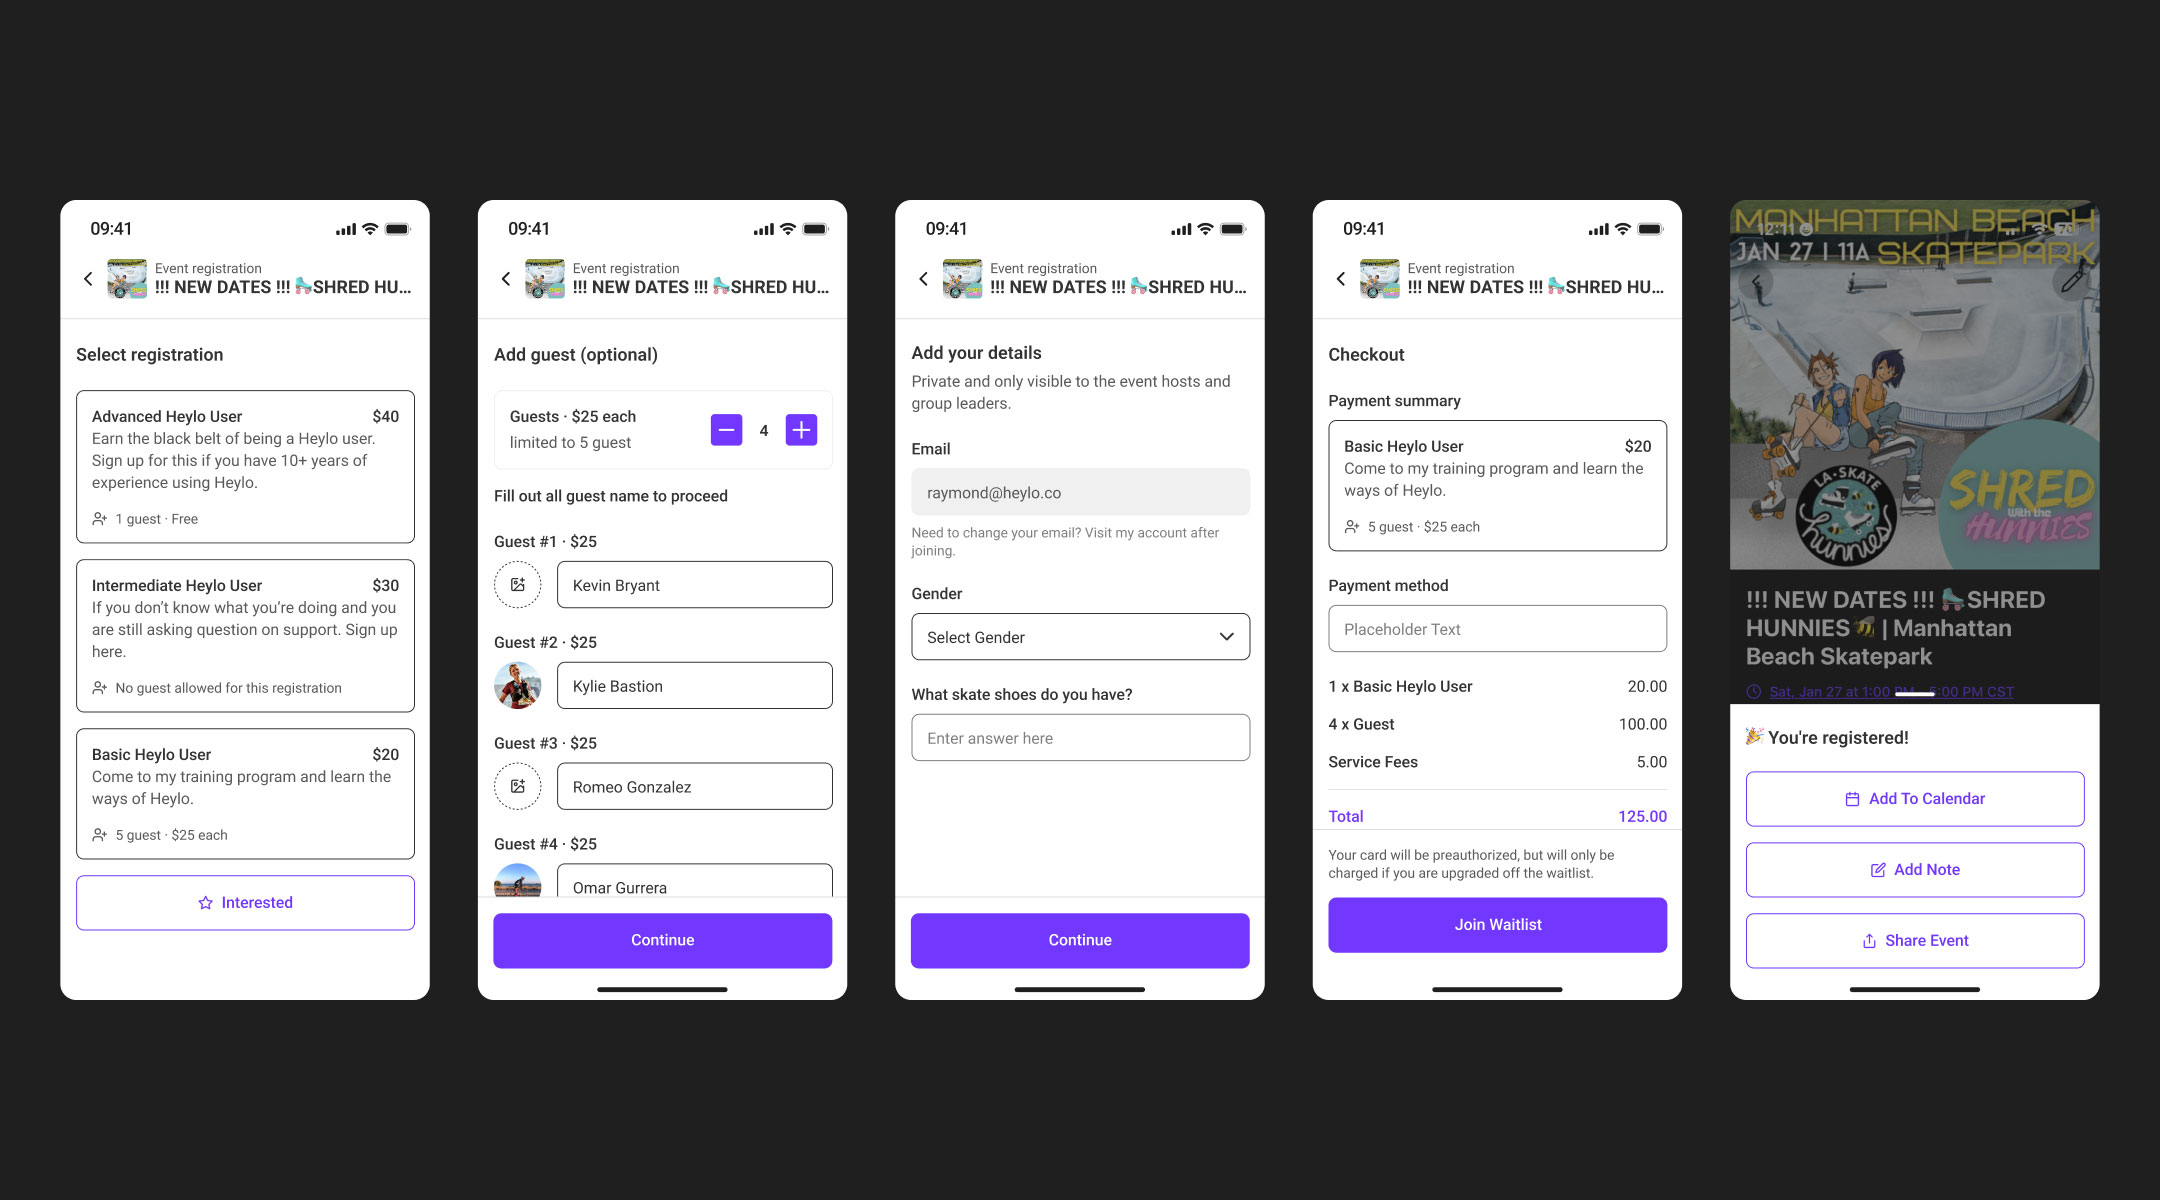 09:41
Event registration
!!! NEW DATES !!! 🛼SHRED HU...
Select registration
Advanced Heylo User $40
Earn the black belt of being a Heylo user.
Sign up for this if you have 10+ years of
experience using Heylo.
1 guest · Free
Intermediate Heylo User $30
If you don’t know what you’re doing and you
are still asking question on support. Sign up
here.
No guest allowed for this registration
Basic Heylo User $20
Come to my training program and learn the
ways of Heylo.
5 guest · $25 each
Interested
09:41
Event registration
!!! NEW DATES !!! 🛼SHRED HU...
Add guest (optional)
Guests · $25 each
limited to 5 guest
4
Fill out all guest name to proceed
Guest #1 · $25
Kevin Bryant
Guest #2 · $25
Kylie Bastion
Guest #3 · $25
Romeo Gonzalez
Guest #4 · $25
Omar Gurrera
Continue
09:41
Event registration
!!! NEW DATES !!! 🛼SHRED HU...
Add your details
Private and only visible to the event hosts and
group leaders.
Email
raymond@heylo.co
Need to change your email? Visit my account after
joining.
Gender
Select Gender
What skate shoes do you have?
Enter answer here
Continue
09:41
Event registration
!!! NEW DATES !!! 🛼SHRED HU...
Checkout
Payment summary
Basic Heylo User $20
Come to my training program and learn the
ways of Heylo.
5 guest · $25 each
Payment method
Placeholder Text
1 x Basic Heylo User 20.00
4 x Guest 100.00
Service Fees 5.00
Total 125.00
Your card will be preauthorized, but will only be
charged if you are upgraded off the waitlist.
Join Waitlist
MANHATTAN BEACH
12:11 70
JAN 27 | 11A SKATEPARK
LA·SKATE
hunnies
SHRED
With the
HUNNIES
!!! NEW DATES !!! 🛼SHRED
HUNNIES🐝 | Manhattan
Beach Skatepark
Sat, Jan 27 at 1:00 PM - 5:00 PM CST
🎉 You're registered!
Add To Calendar
Add Note
Share Event